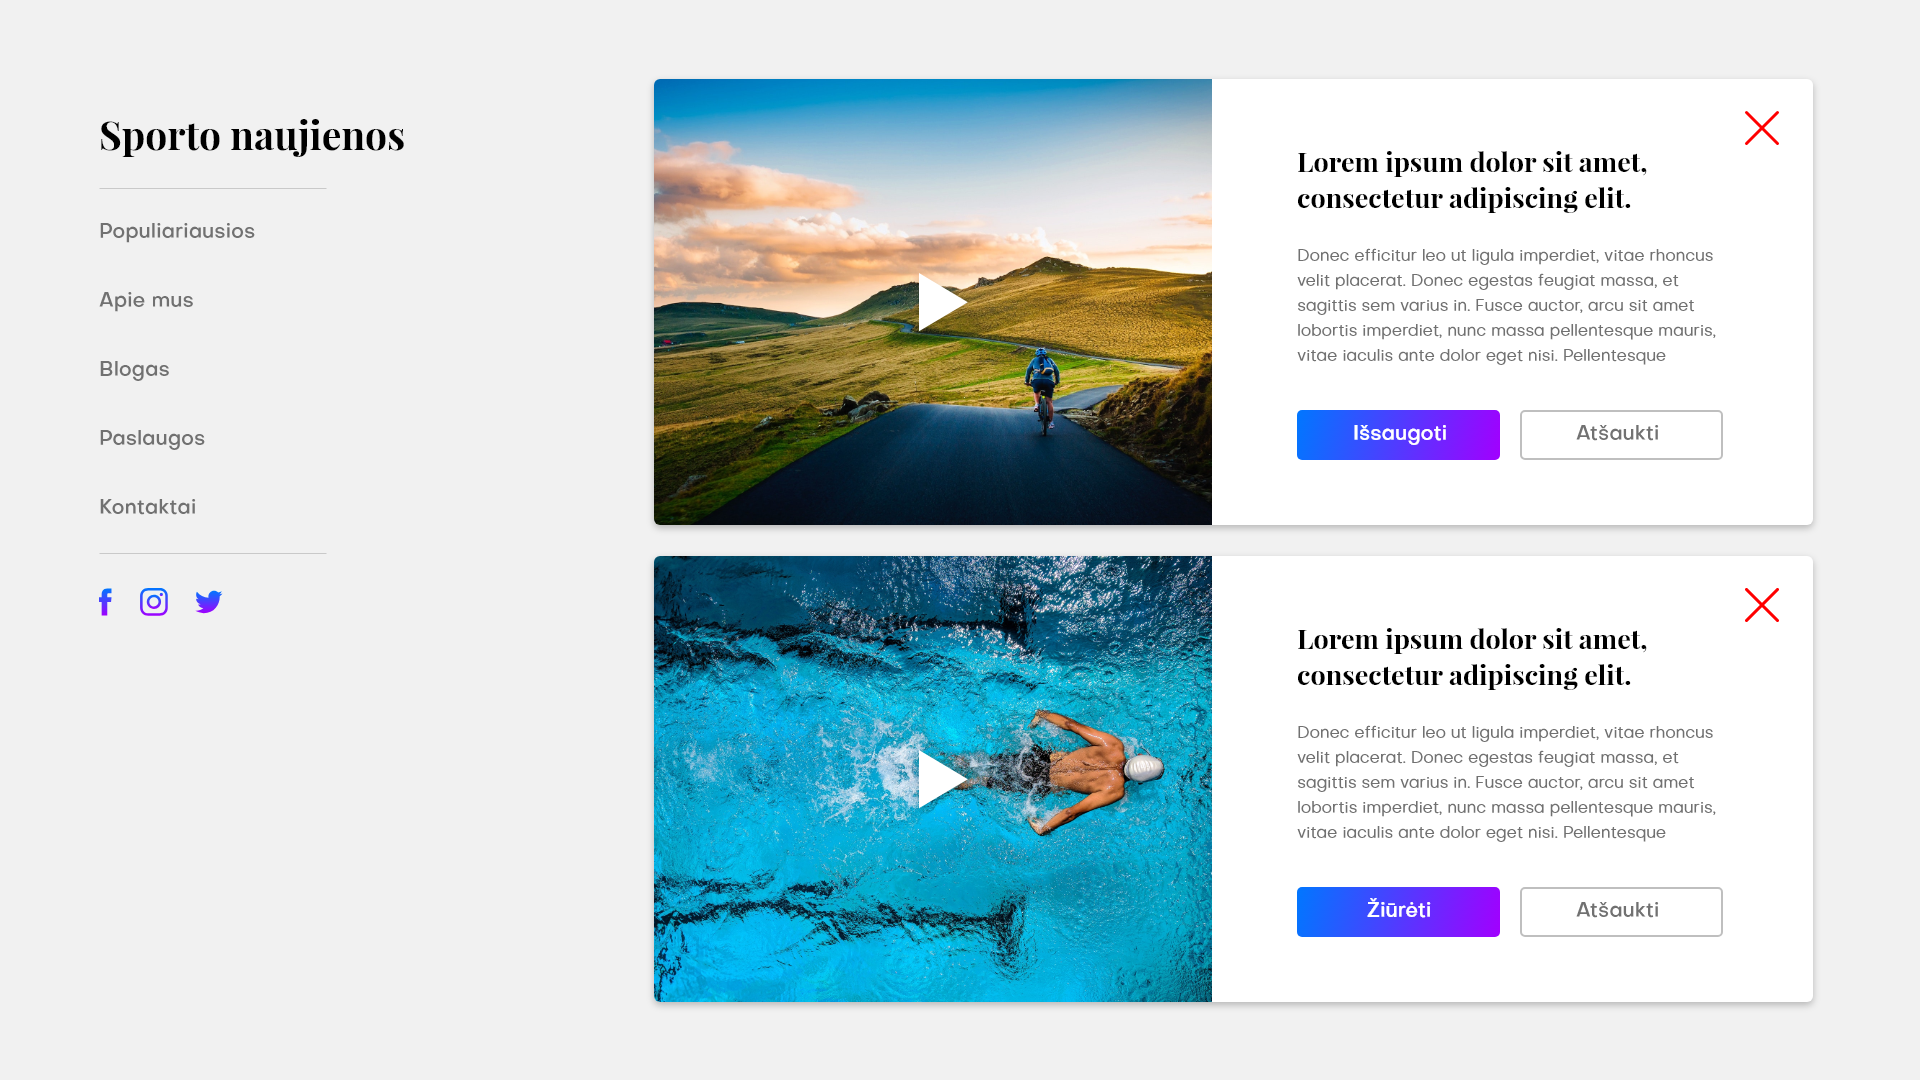 Sporto naujienos
Populiariausios
Apie mus
Blogas
Paslaugos
Kontaktai
Lorem ipsum dolor sit amet,
consectetur adipiscing elit.
Donec efficitur leo ut ligula imperdiet, vitae rhoncus
velit placerat. Donec egestas feugiat massa, et
sagittis sem varius in. Fusce auctor, arcu sit amet
lobortis imperdiet, nunc massa pellentesque mauris,
vitae iaculis ante dolor eget nisi. Pellentesque
Išsaugoti
Atšaukti
Lorem ipsum dolor sit amet,
consectetur adipiscing elit.
Donec efficitur leo ut ligula imperdiet, vitae rhoncus
velit placerat. Donec egestas feugiat massa, et
sagittis sem varius in. Fusce auctor, arcu sit amet
lobortis imperdiet, nunc massa pellentesque mauris,
vitae iaculis ante dolor eget nisi. Pellentesque
Žiūrėti
Atšaukti